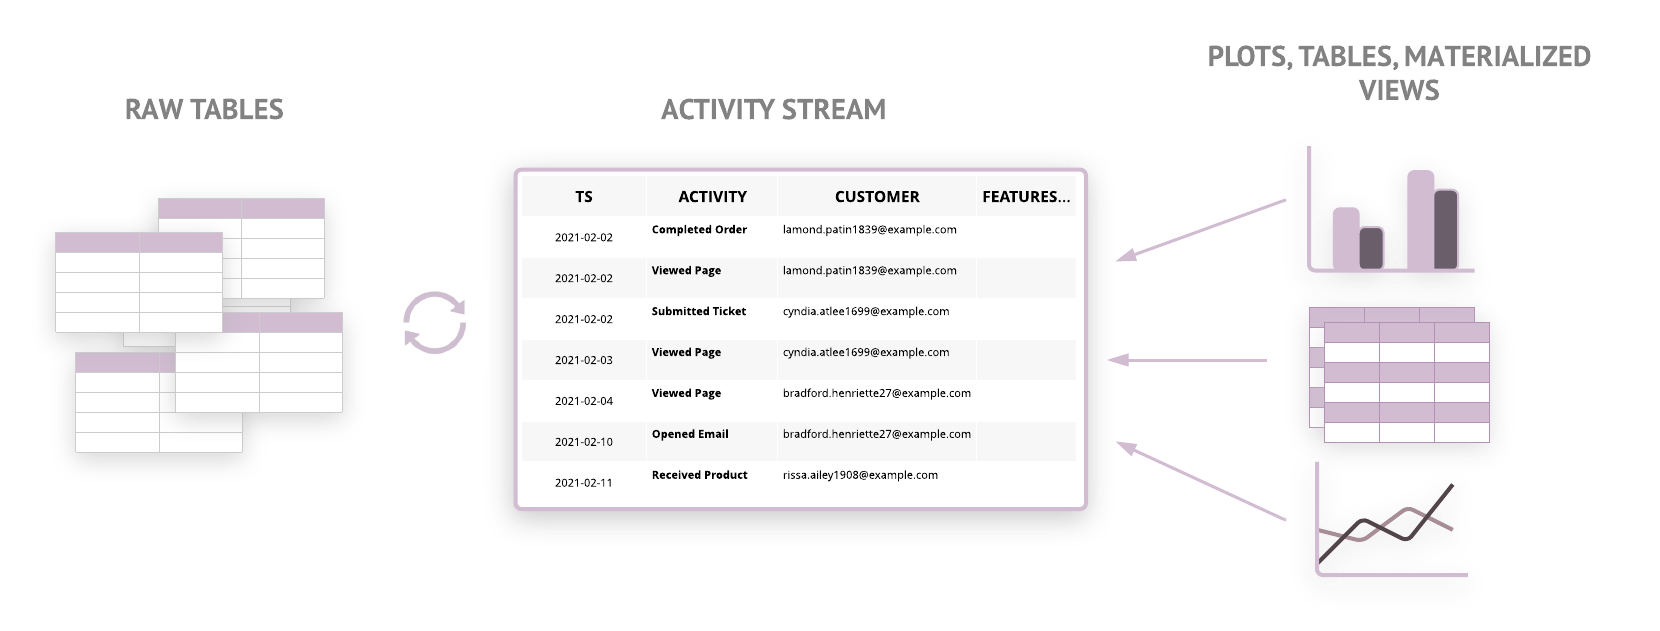 RAW TABLES
ACTIVITY STREAM
PLOTS, TABLES, MATERIALIZED
VIEWS
TS ACTIVITY CUSTOMER FEATURES...
2021-02-02 Completed Order lamond.patin1839@example.com
2021-02-02 Viewed Page lamond.patin1839@example.com
2021-02-02 Submitted Ticket cyndia.atlee1699@example.com
2021-02-03 Viewed Page cyndia.atlee1699@example.com
2021-02-04 Viewed Page bradford.henriette27@example.com
2021-02-10 Opened Email bradford.henriette27@example.com
2021-02-11 Received Product rissa.ailey1908@example.com